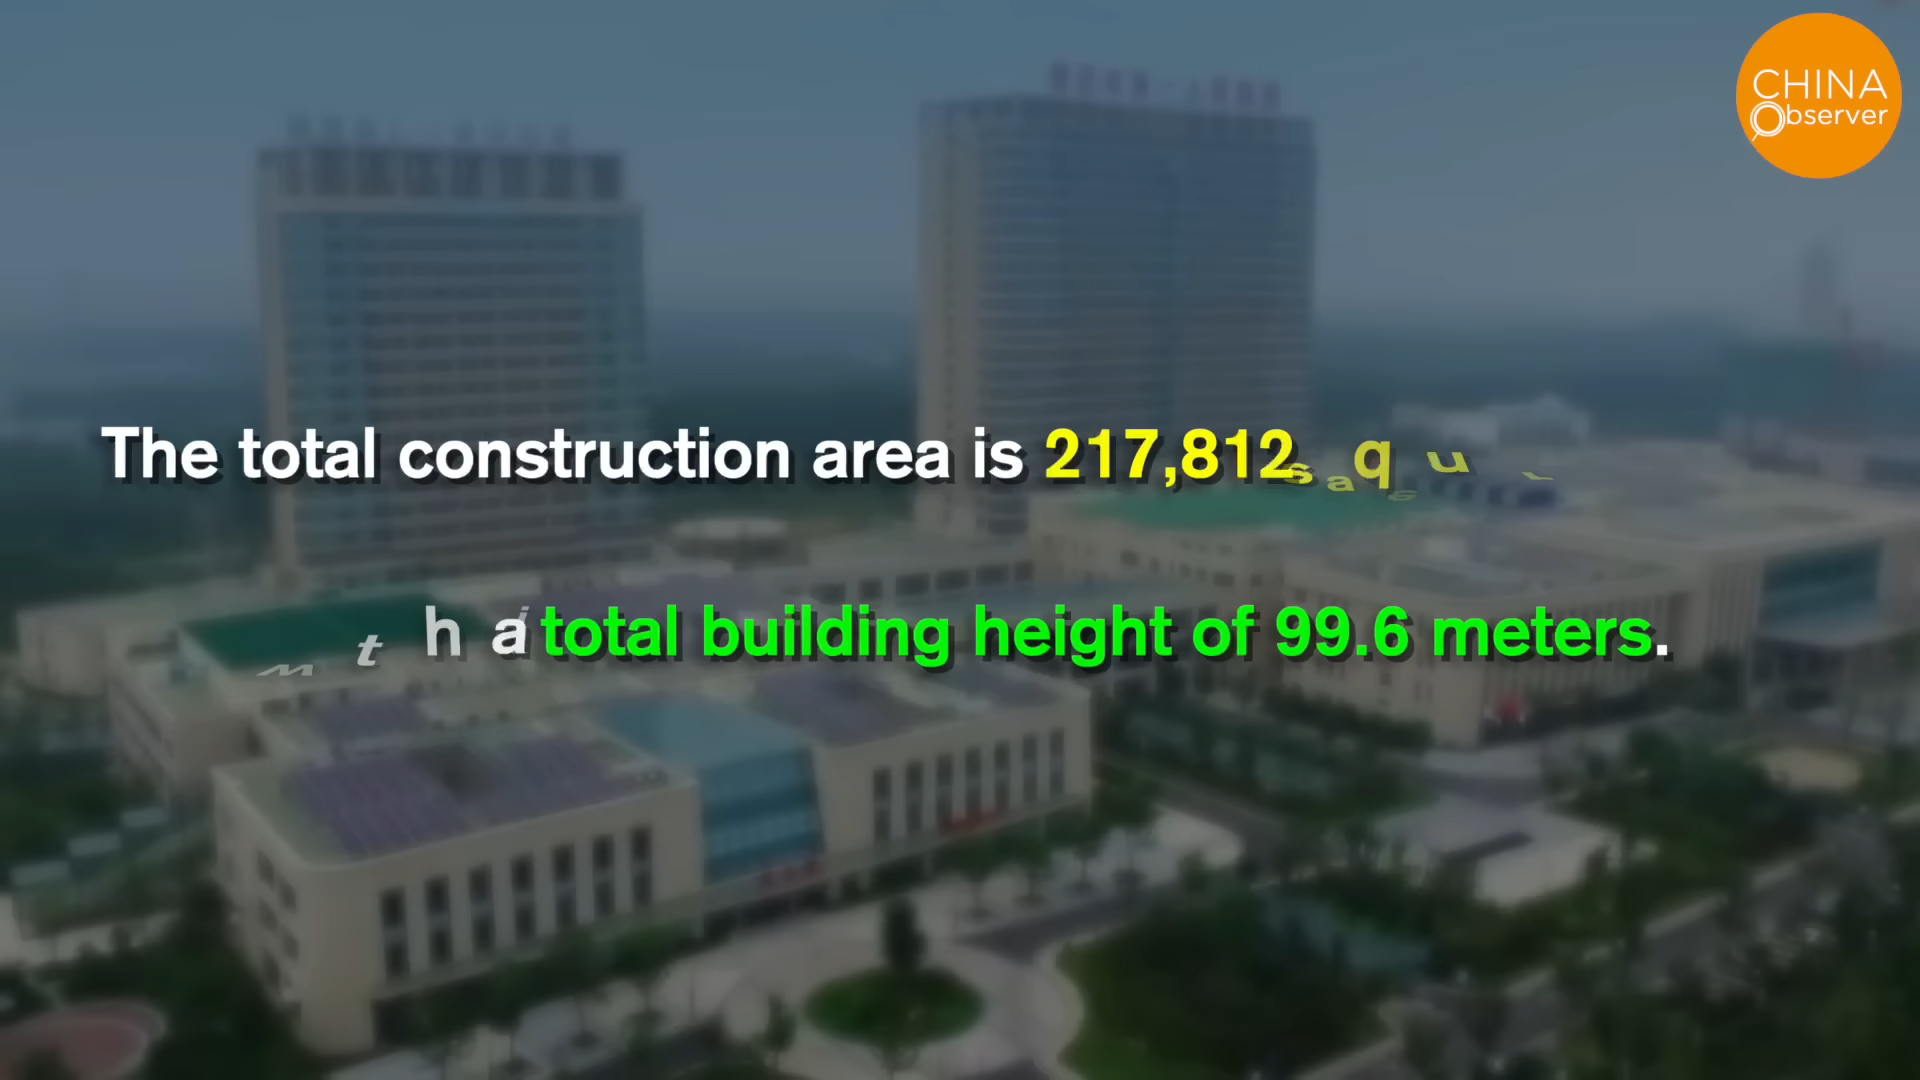 CHINA
Observer
The total construction area is 217,812
a total building height of 99.6 meters.